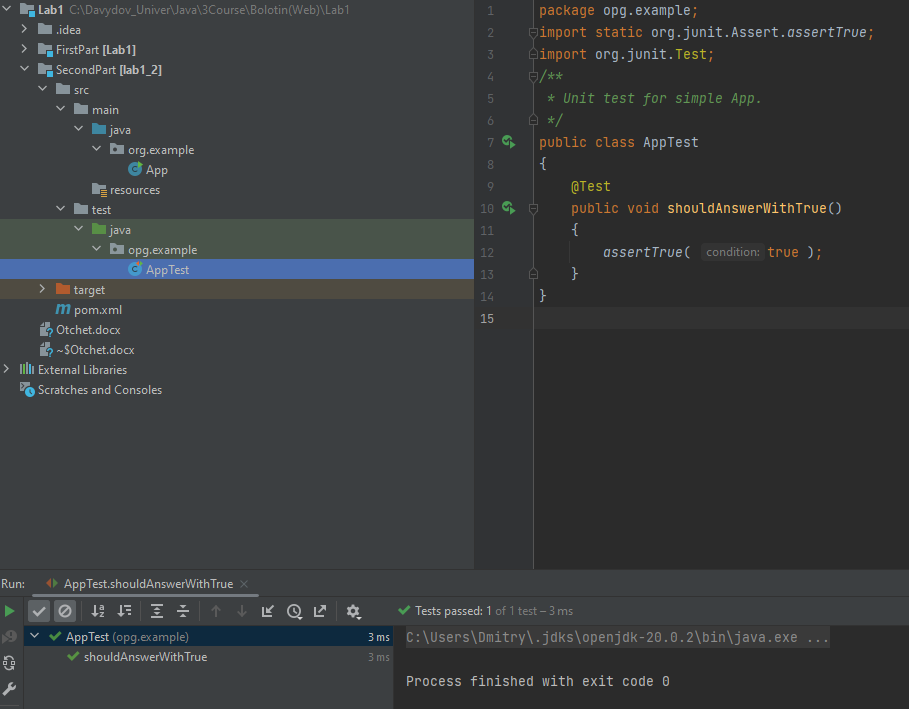 Lab1 C:\Davydov_Univer\Java\3Course\Bolotin(Web)\Lab1
.idea
FirstPart [Lab1]
SecondPart [lab1_2]
src
main
java
org.example
App
resources
test
java
opg.example
AppTest
target
pom.xml
Otchet.docx
~$Otchet.docx
External Libraries
Scratches and Consoles
1 package opg.example;
2 import static org.junit.Assert.assertTrue;
3 import org.junit.Test;
4 /**
5 * Unit test for simple App.
6 */
7 public class AppTest
8 {
9 @Test
10 public void shouldAnswerWithTrue()
11 {
12 assertTrue( condition: true );
13 }
14 }
15
Run: AppTest.shouldAnswerWithTrue
Tests passed: 1 of 1 test – 3 ms
AppTest (opg.example) 3 ms
shouldAnswerWithTrue 3 ms
C:\Users\Dmitry\.jdks\openjdk-20.0.2\bin\java.exe ...
Process finished with exit code 0